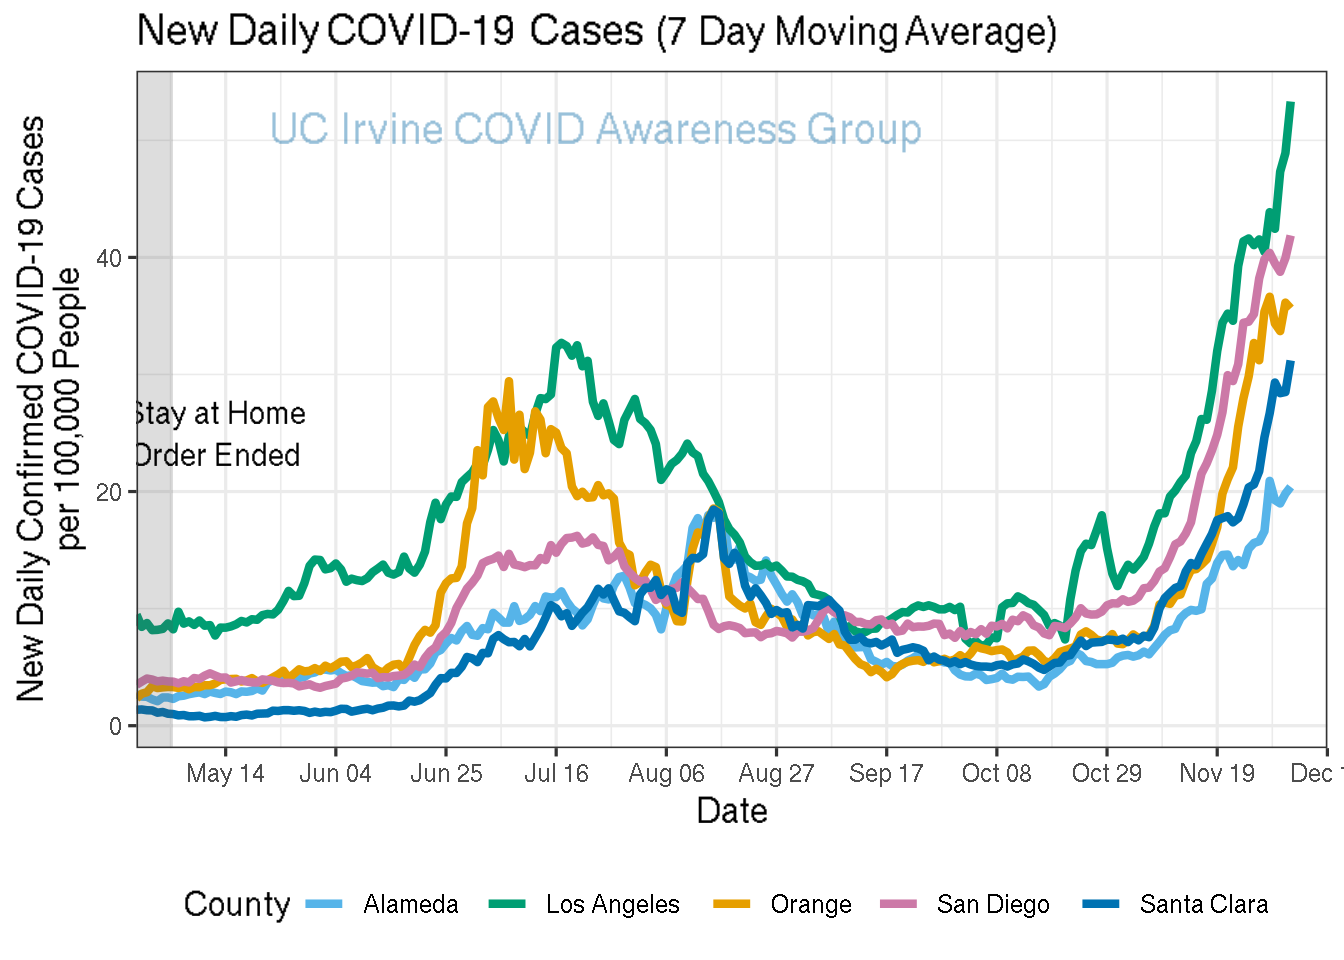 New Daily COVID-19 Cases (7 Day Moving Average)
UC Irvine COVID Awareness Group
New Daily Confirmed COVID-19 Cases
per 100,000 People
40
20
0
Stay at Home
Order Ended
May 14
Jun 04
Jun 25
Jul 16
Aug 06
Aug 27
Sep 17
Oct 08
Oct 29
Nov 19
Dec
Date
County
Alameda
Los Angeles
Orange
San Diego
Santa Clara